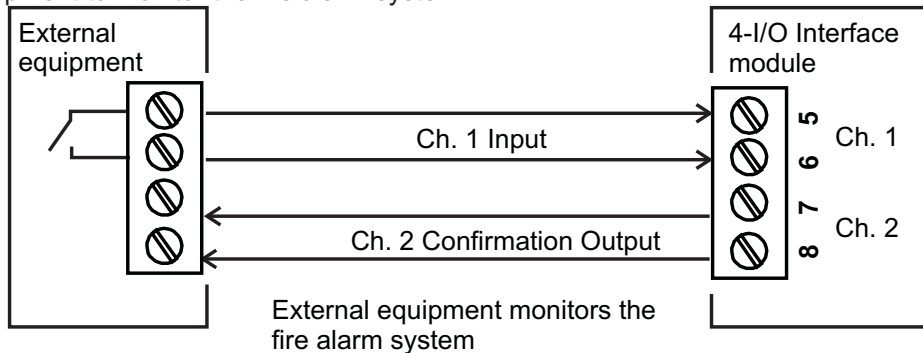 External
equipment
4-I/O Interface
module
Ch. 1 Input
5
6
Ch. 1
Ch. 2 Confirmation Output
7
8
Ch. 2
External equipment monitors the
fire alarm system